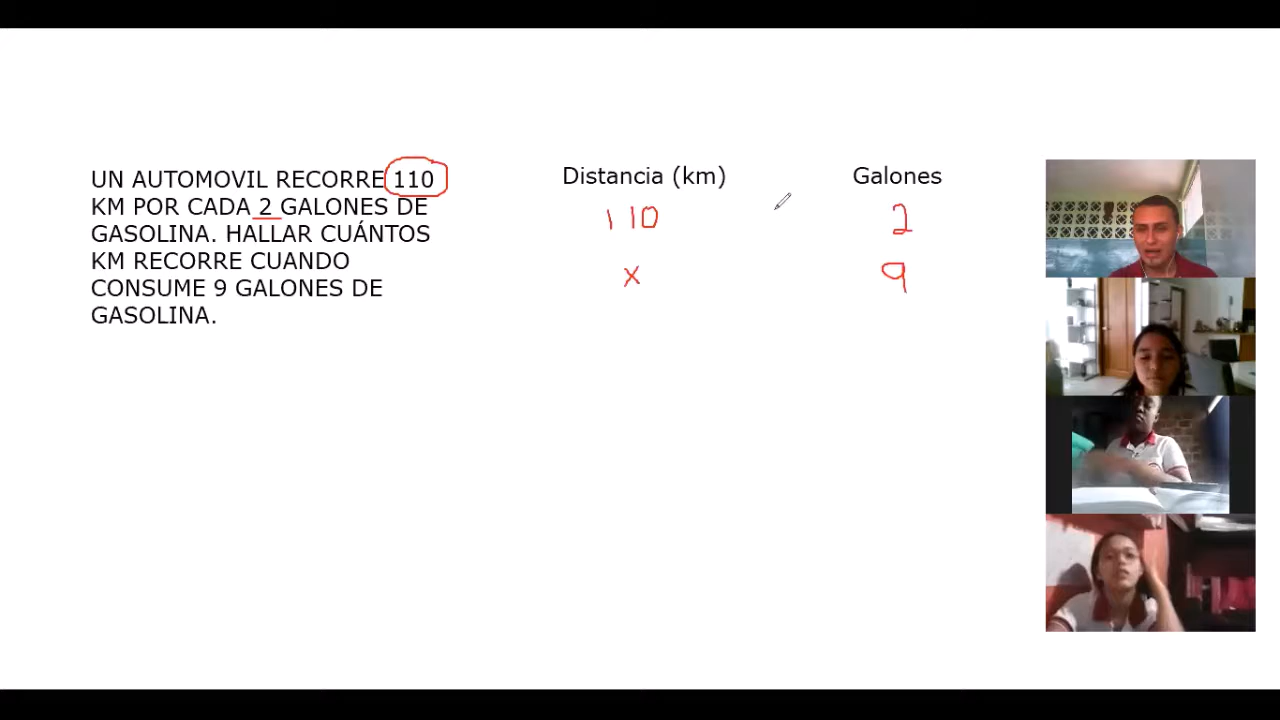 UN AUTOMOVIL RECORRE 110
KM POR CADA 2 GALONES DE
GASOLINA. HALLAR CUÁNTOS
KM RECORRE CUANDO
CONSUME 9 GALONES DE
GASOLINA.
Distancia (km) Galones
110 2
x 9